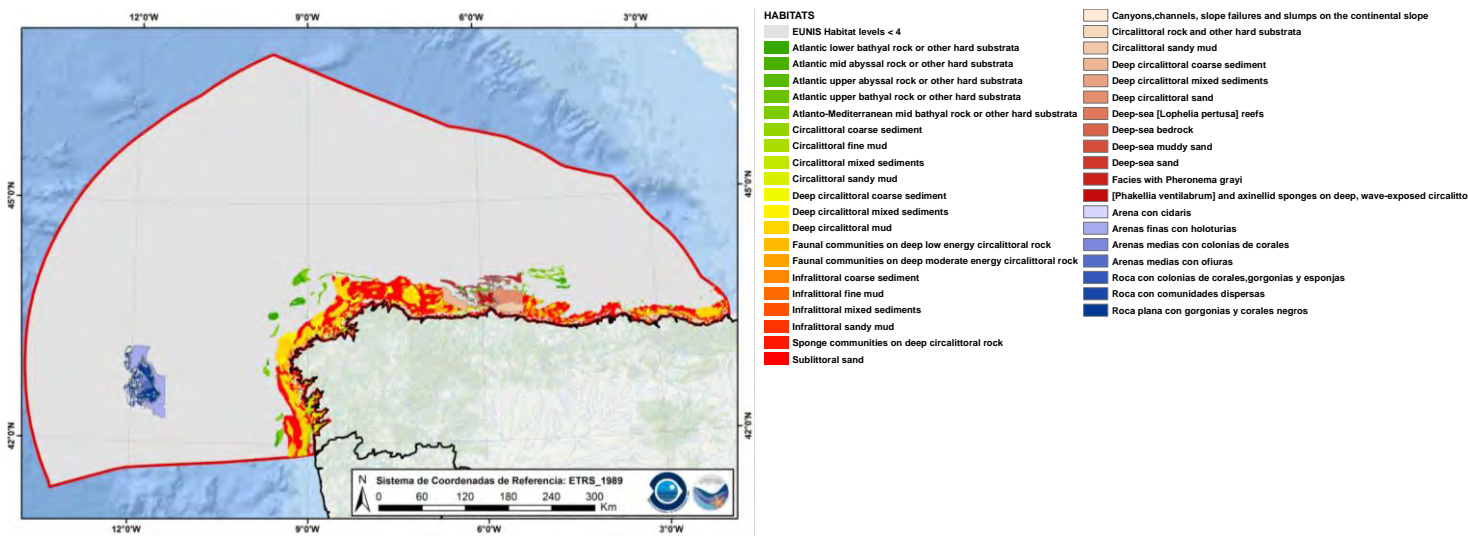 12°0'W 9°0'W 6°0'W 3°0'W
45°0'N 45°0'N
42°0'N 42°0'N
N Sistema de Coordenadas de Referencia: ETRS_1989
0 60 120 180 240 300
Km
12°0'W 9°0'W 6°0'W 3°0'W
HABITATS
EUNIS Habitat levels < 4
Atlantic lower bathyal rock or other hard substrata
Atlantic mid abyssal rock or other hard substrata
Atlantic upper abyssal rock or other hard substrata
Atlantic upper bathyal rock or other hard substrata
Atlanto-Mediterranean mid bathyal rock or other hard substrata
Circalittoral coarse sediment
Circalittoral fine mud
Circalittoral mixed sediments
Circalittoral sandy mud
Deep circalittoral coarse sediment
Deep circalittoral mixed sediments
Deep circalittoral mud
Faunal communities on deep low energy circalittoral rock
Faunal communities on deep moderate energy circalittoral rock
Infralittoral coarse sediment
Infralittoral fine mud
Infralittoral mixed sediments
Infralittoral sandy mud
Sponge communities on deep circalittoral rock
Sublittoral sand
Canyons,channels, slope failures and slumps on the continental slope
Circalittoral rock and other hard substrata
Circalittoral sandy mud
Deep circalittoral coarse sediment
Deep circalittoral mixed sediments
Deep circalittoral sand
Deep-sea [Lophelia pertusa] reefs
Deep-sea bedrock
Deep-sea muddy sand
Deep-sea sand
Facies with Pheronema grayi
[Phakellia ventilabrum] and axinellid sponges on deep, wave-exposed circalitto
Arena con cidaris
Arenas finas con holoturias
Arenas medias con colonias de corales
Arenas medias con ofiuras
Roca con colonias de corales,gorgonias y esponjas
Roca con comunidades dispersas
Roca plana con gorgonias y corales negros